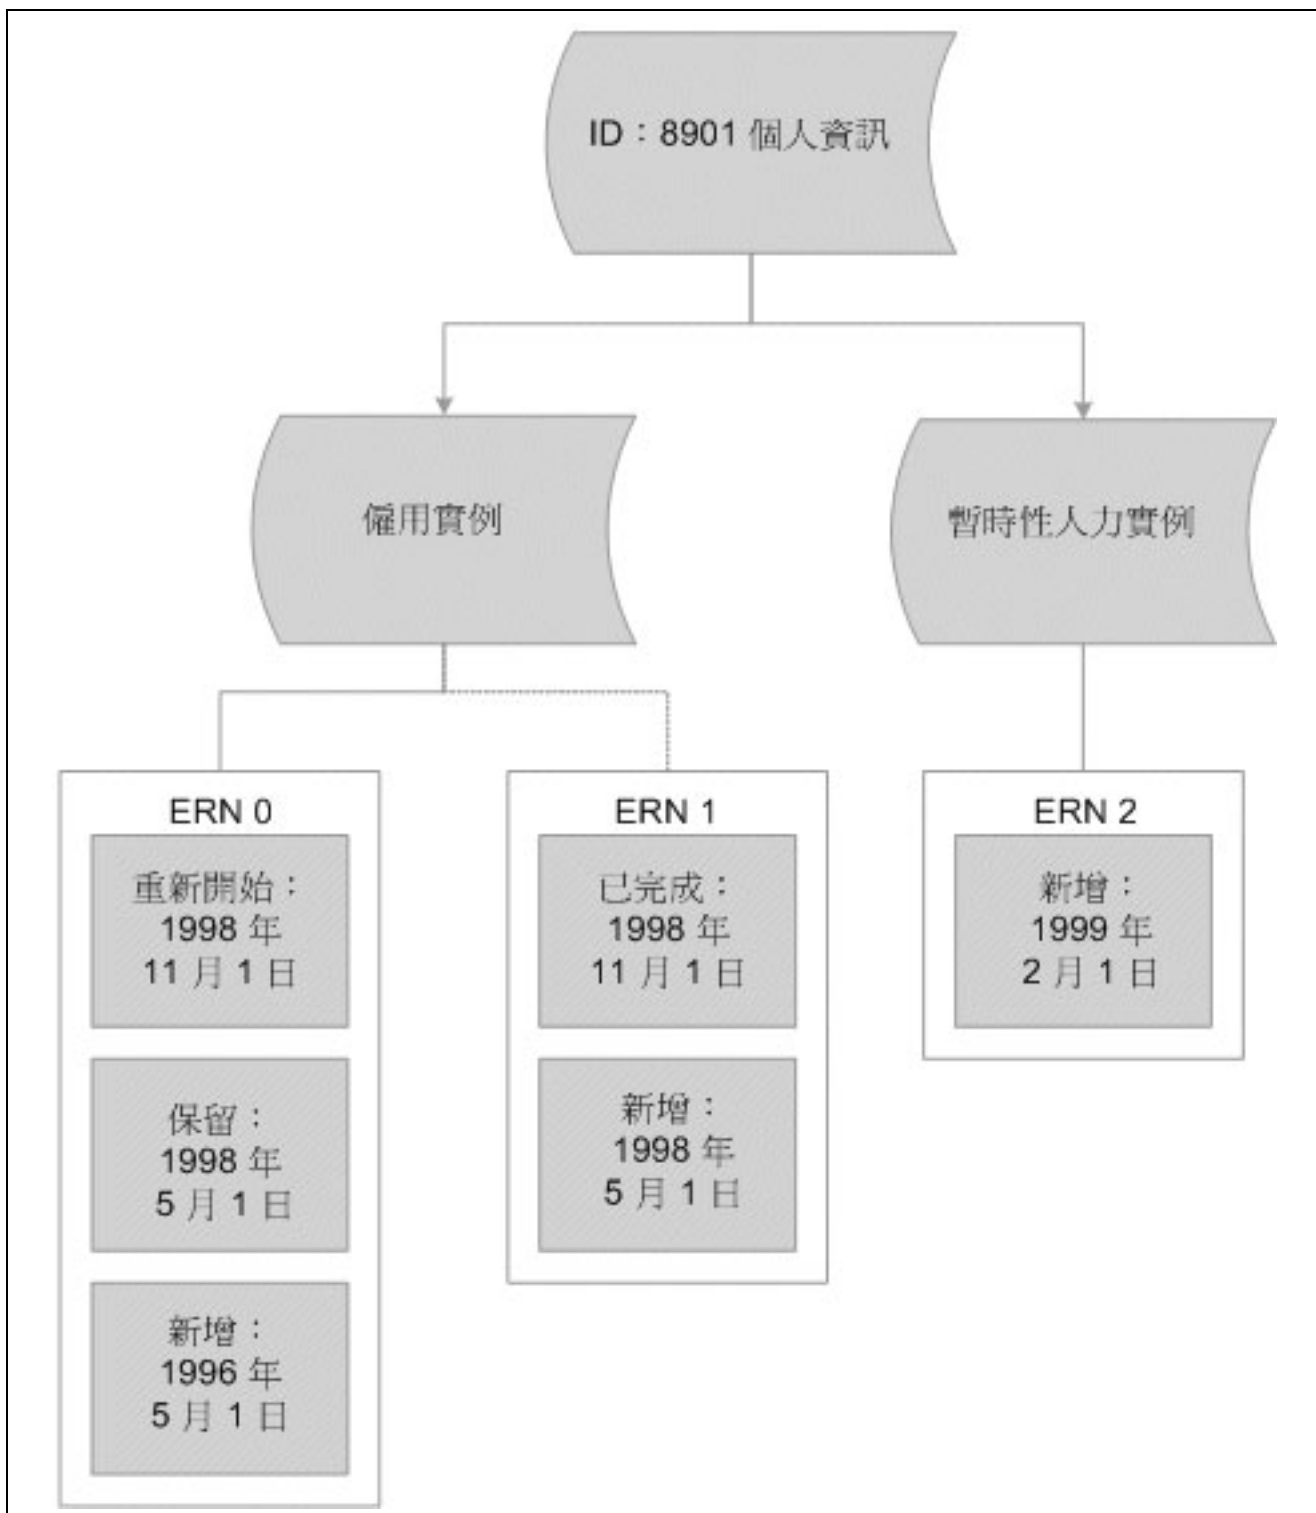 ID：8901 個人資訊
僱用實例
暫時性人力實例
ERN 0
重新開始：
1998 年
11 月 1 日
保留：
1998 年
5 月 1 日
新增：
1996 年
5 月 1 日
ERN 1
已完成：
1998 年
11 月 1 日
新增：
1998 年
5 月 1 日
ERN 2
新增：
1999 年
2 月 1 日